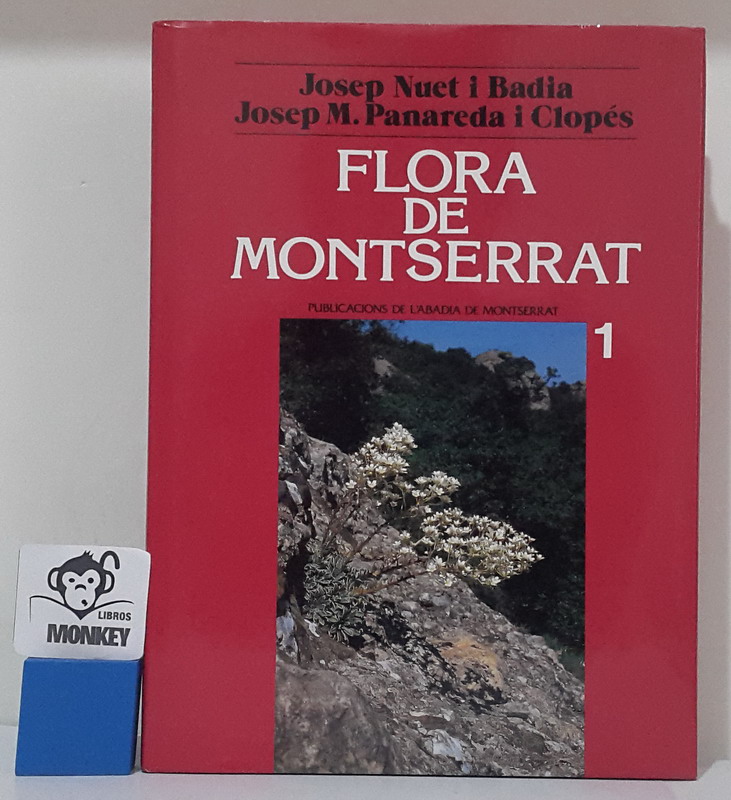 Josep Nuet i Badia
Josep M. Panareda i Clopés
FLORA
DE
MONTSERRAT
PUBLICACIONS DE L'ABADIA DE MONTSERRAT
1
LIBROS
MONKEY